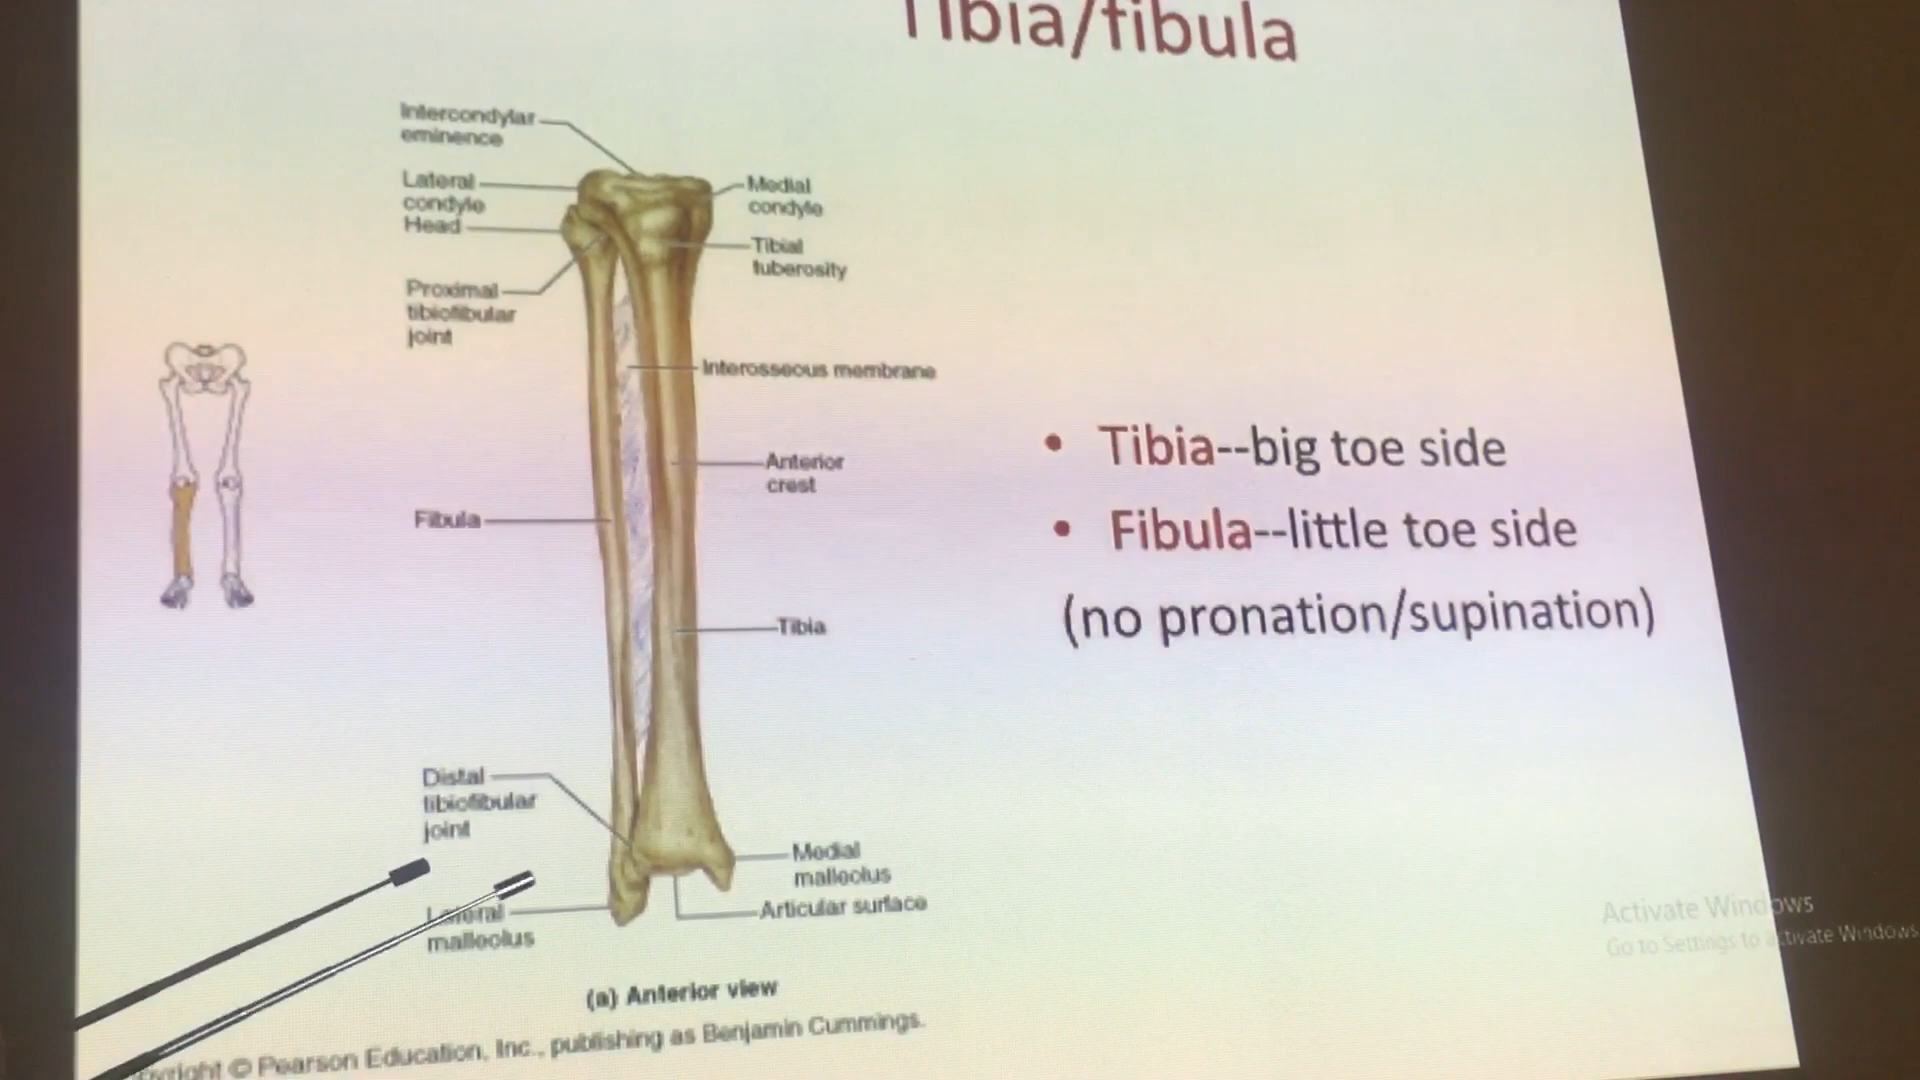 Tibia/fibula
Intercondylar
eminence
Lateral
condyle
Head
Proximal
tibiofibular
joint
Fibula
Distal
tibiofibular
joint
Lateral
malleolus
Medial
condyle
Tibial
tuberosity
Interosseous membrane
Anterior
crest
Tibia
Medial
malleolus
Articular surface
(a) Anterior view
© Pearson Education, Inc., publishing as Benjamin Cummings.
• Tibia--big toe side
• Fibula--little toe side
(no pronation/supination)
Activate Windows
Go to Settings to activate Windows